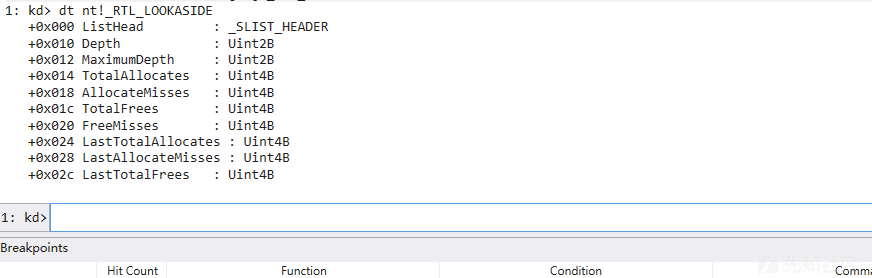 1: kd> dt nt!_RTL_LOOKASIDE
+0x000 ListHead : _SLIST_HEADER
+0x010 Depth : Uint2B
+0x012 MaximumDepth : Uint2B
+0x014 TotalAllocates : Uint4B
+0x018 AllocateMisses : Uint4B
+0x01c TotalFrees : Uint4B
+0x020 FreeMisses : Uint4B
+0x024 LastTotalAllocates : Uint4B
+0x028 LastAllocateMisses : Uint4B
+0x02c LastTotalFrees : Uint4B
1: kd>
Breakpoints
Hit Count Function Condition Comma